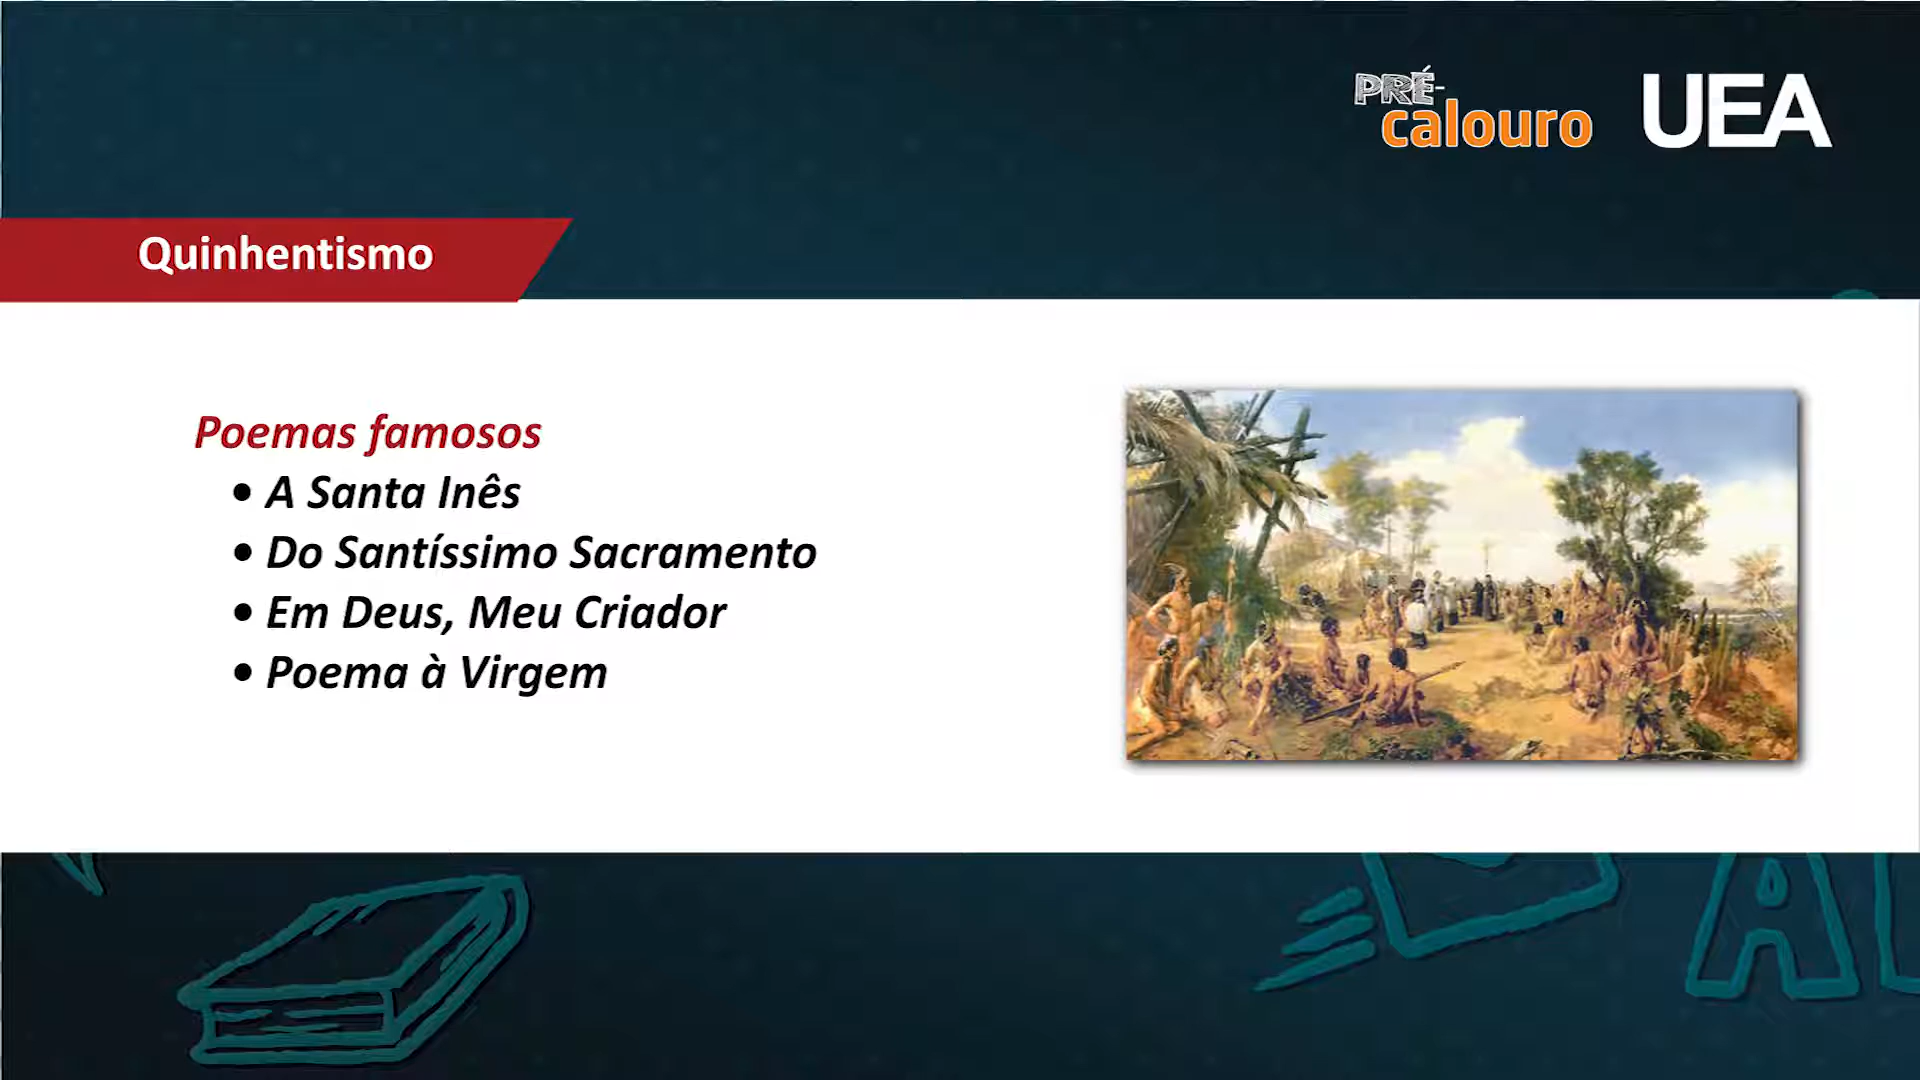 PRÉ-
calouro
UEA
Quinhentismo
Poemas famosos
• A Santa Inês
• Do Santíssimo Sacramento
• Em Deus, Meu Criador
• Poema à Virgem
A